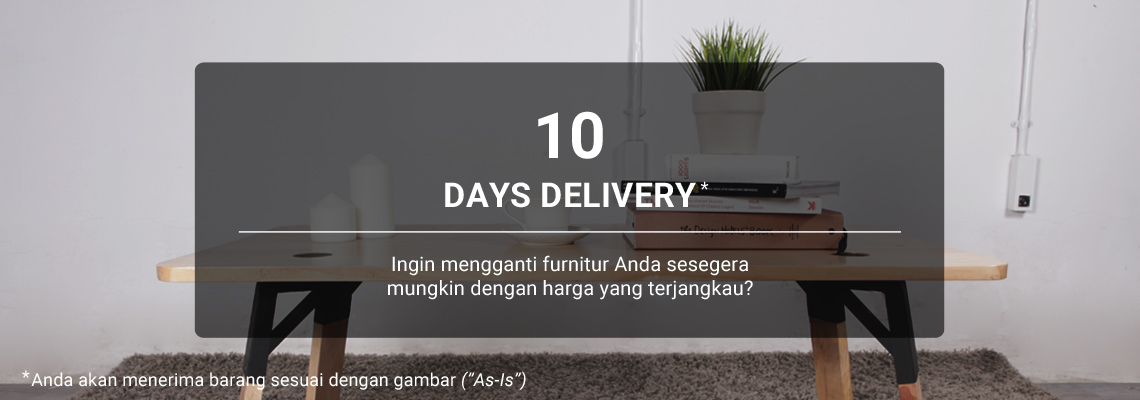 10
DAYS DELIVERY*
Ingin mengganti furnitur Anda sesegera
mungkin dengan harga yang terjangkau?
*Anda akan menerima barang sesuai dengan gambar ("As-Is")